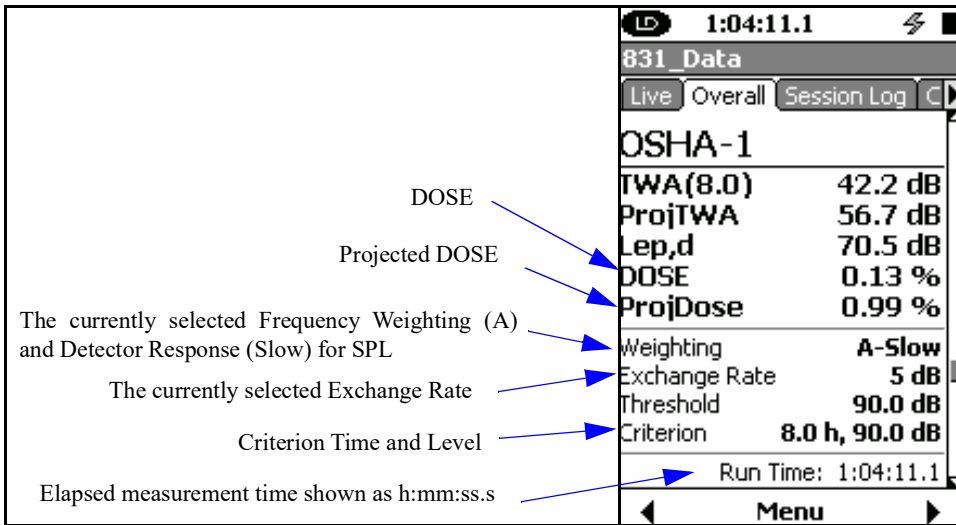 LD 1:04:11.1
831_Data
Live Overall Session Log C
OSHA-1
TWA(8.0) 42.2 dB
ProjTWA 56.7 dB
Lep,d 70.5 dB
DOSE 0.13 %
ProjDose 0.99 %
Weighting A-Slow
Exchange Rate 5 dB
Threshold 90.0 dB
Criterion 8.0 h, 90.0 dB
Run Time: 1:04:11.1
Menu
DOSE
Projected DOSE
The currently selected Frequency Weighting (A)
and Detector Response (Slow) for SPL
The currently selected Exchange Rate
Criterion Time and Level
Elapsed measurement time shown as h:mm:ss.s